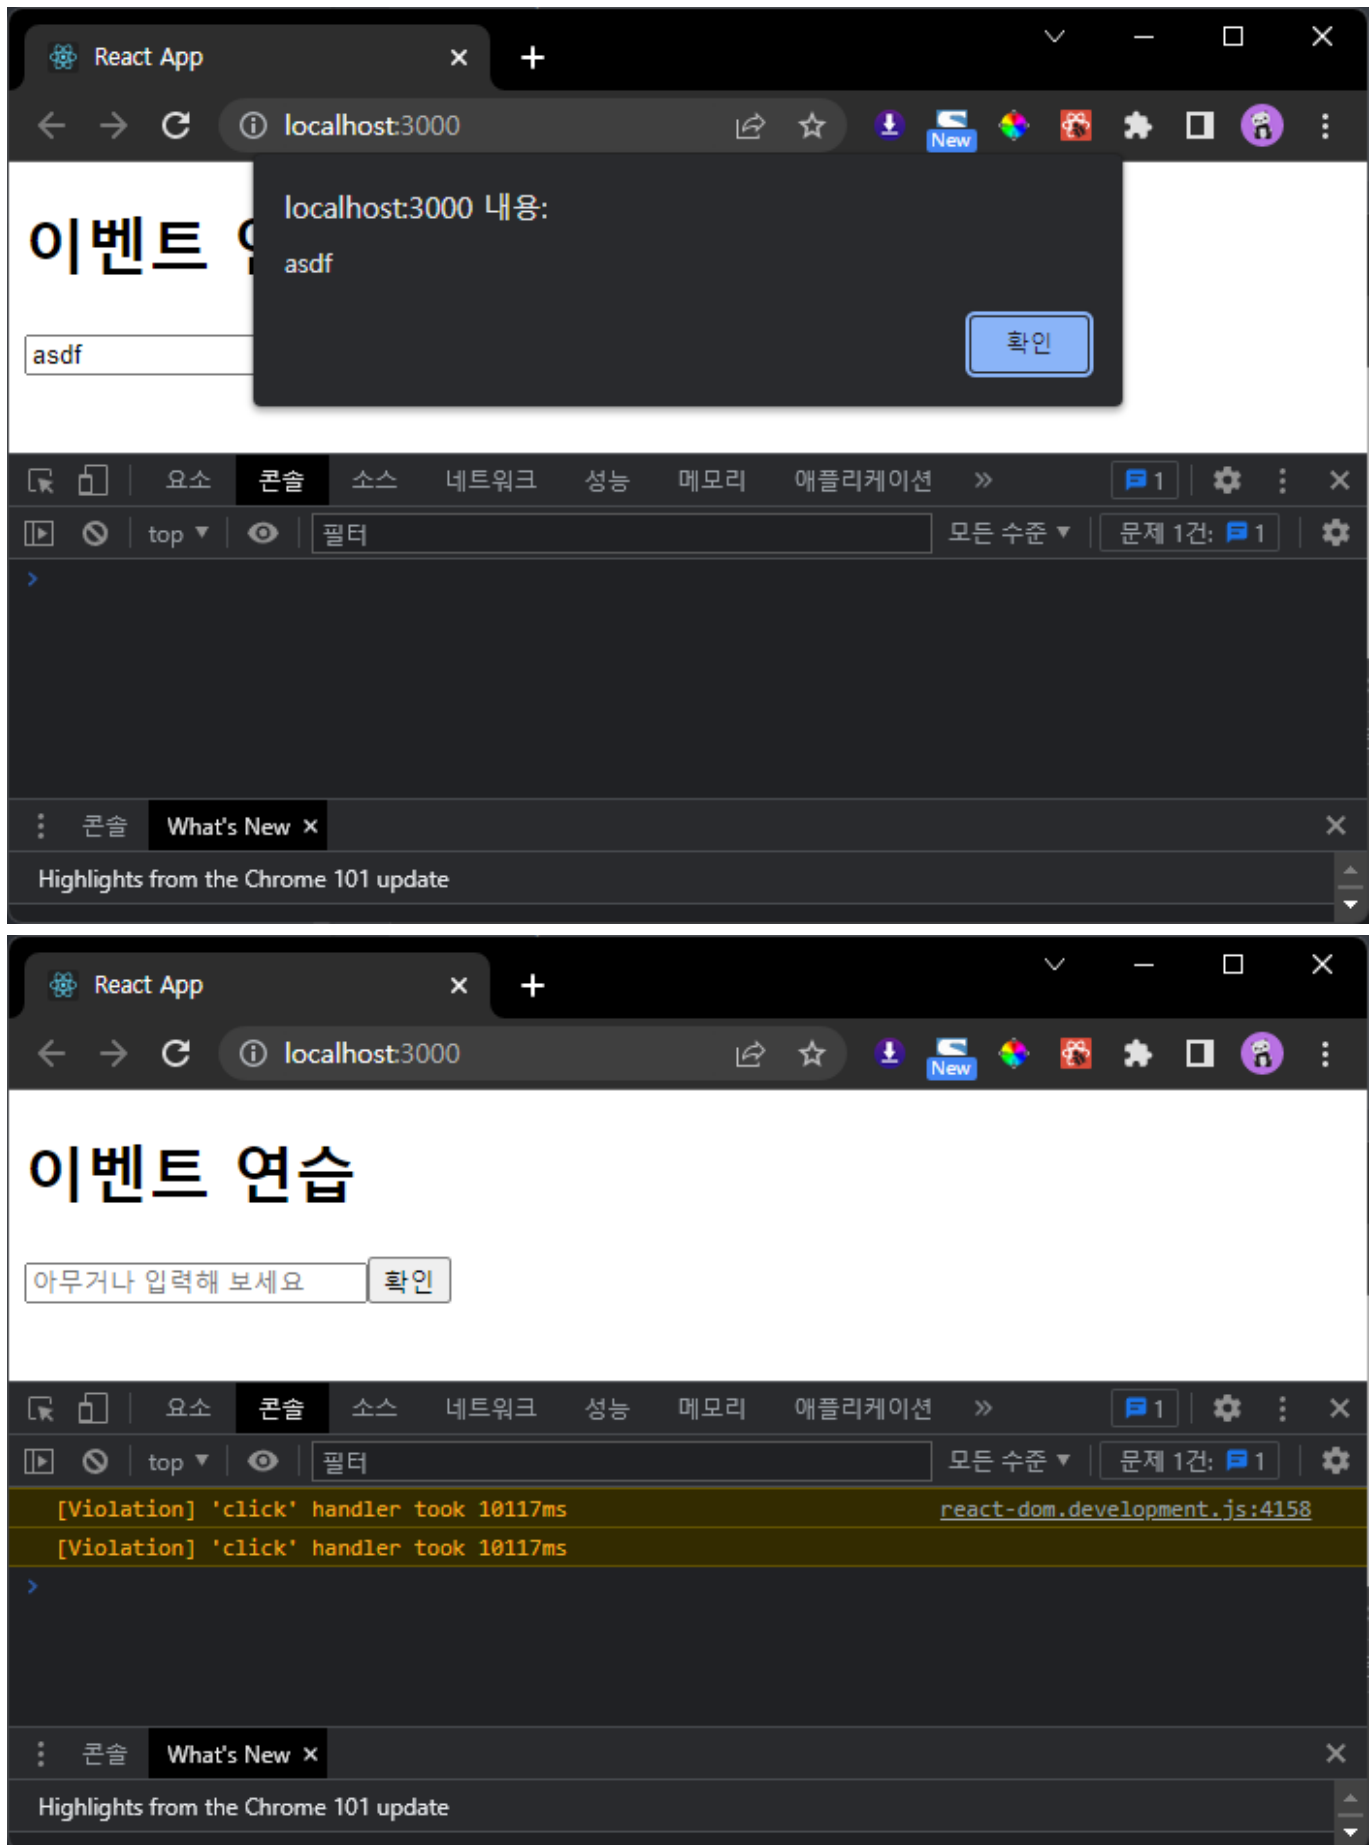 React App
localhost:3000
New
localhost:3000 내용:
asdf
확인
이벤트
asdf
요소 콘솔 소스 네트워크 성능 메모리 애플리케이션 » 1
top 필터 모든 수준 문제 1건: 1
콘솔 What's New
Highlights from the Chrome 101 update
React App
localhost:3000
New
이벤트 연습
아무거나 입력해 보세요 확인
요소 콘솔 소스 네트워크 성능 메모리 애플리케이션 » 1
top 필터 모든 수준 문제 1건: 1
[Violation] 'click' handler took 10117ms react-dom.development.js:4158
[Violation] 'click' handler took 10117ms
콘솔 What's New
Highlights from the Chrome 101 update